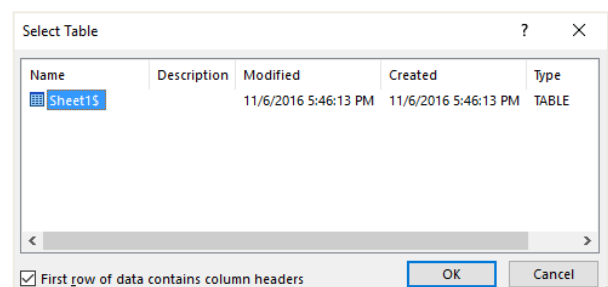 Select Table ? ×
Name Description Modified Created Type
Sheet1$ 11/6/2016 5:46:13 PM 11/6/2016 5:46:13 PM TABLE
First row of data contains column headers OK Cancel